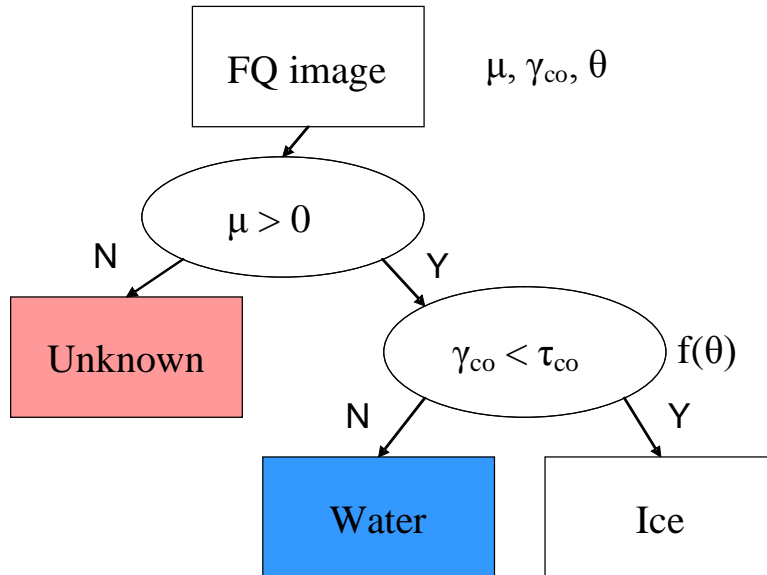 FQ image
μ, γco, θ
μ > 0
N
Y
Unknown
γco < τco
f(θ)
N
Y
Water
Ice